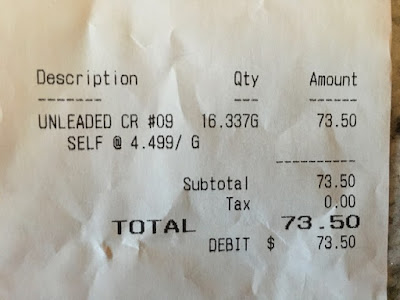 Description Qty Amount
------- --- ------
UNLEADED CR #09 16.337G 73.50
SELF @ 4.499/ G
----------
Subtotal 73.50
Tax 0.00
TOTAL 73.50
DEBIT $ 73.50